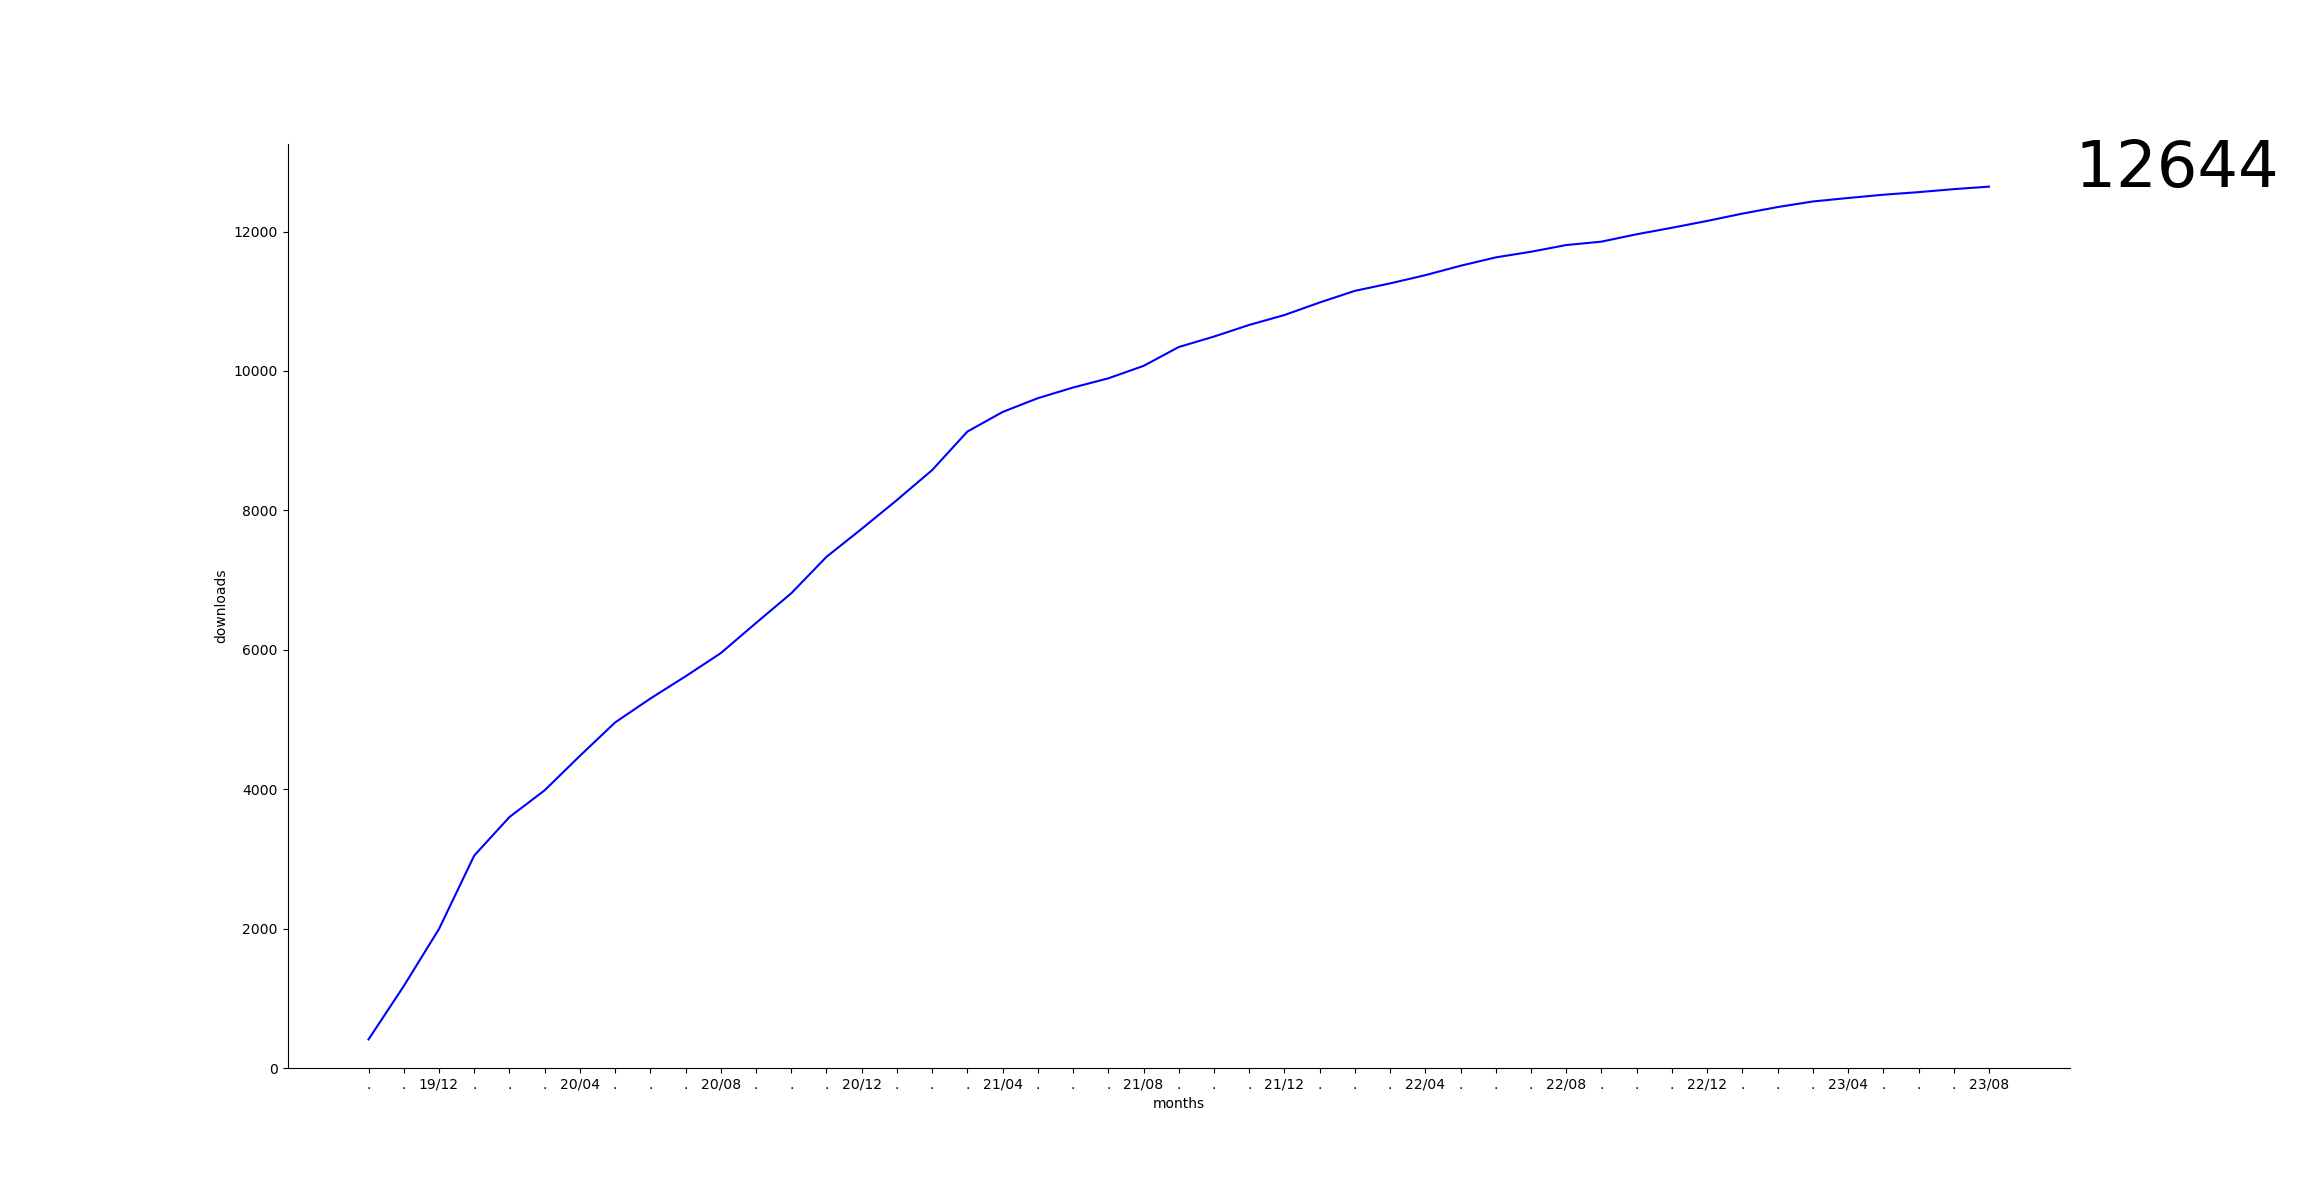 12644
12000
10000
8000
6000
4000
2000
0
downloads
. . 19/12 . . . 20/04 . . . 20/08 . . . 20/12 . . . 21/04 . . . 21/08 . . . 21/12 . . . 22/04 . . . 22/08 . . . 22/12 . . . 23/04 . . . 23/08
months